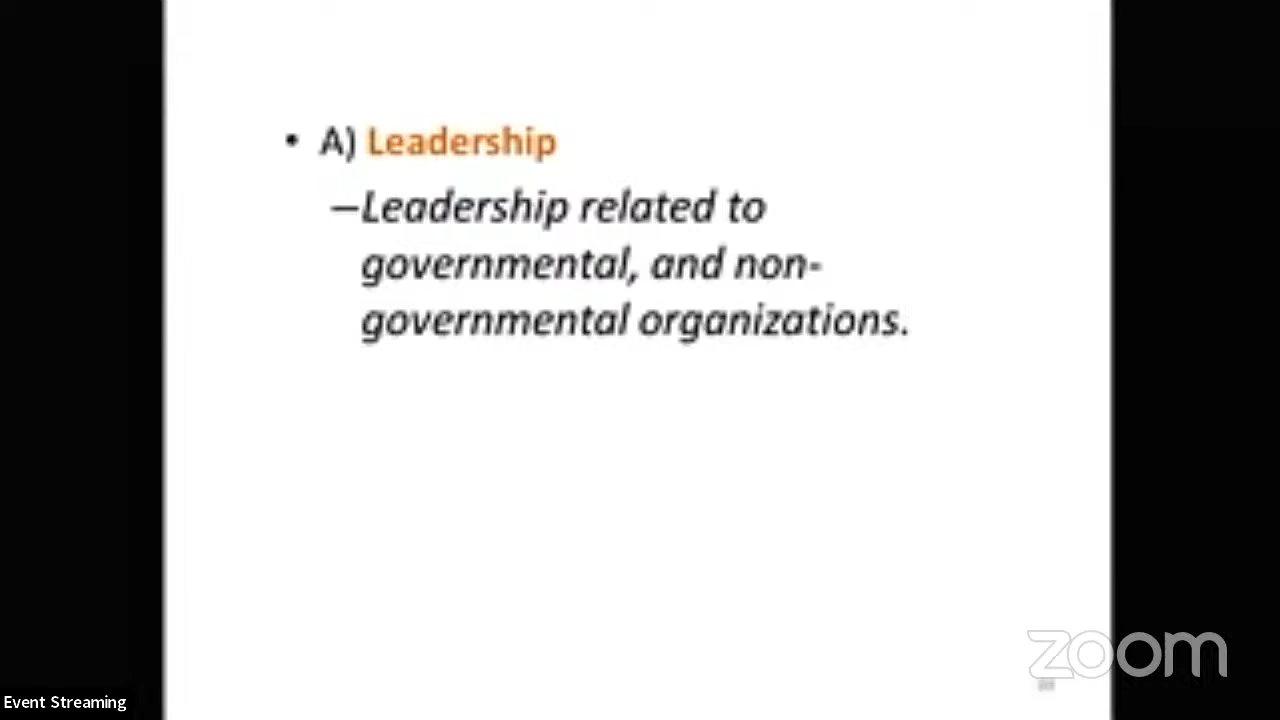 • A) Leadership
–Leadership related to
governmental, and non-
governmental organizations.
zoom
Event Streaming